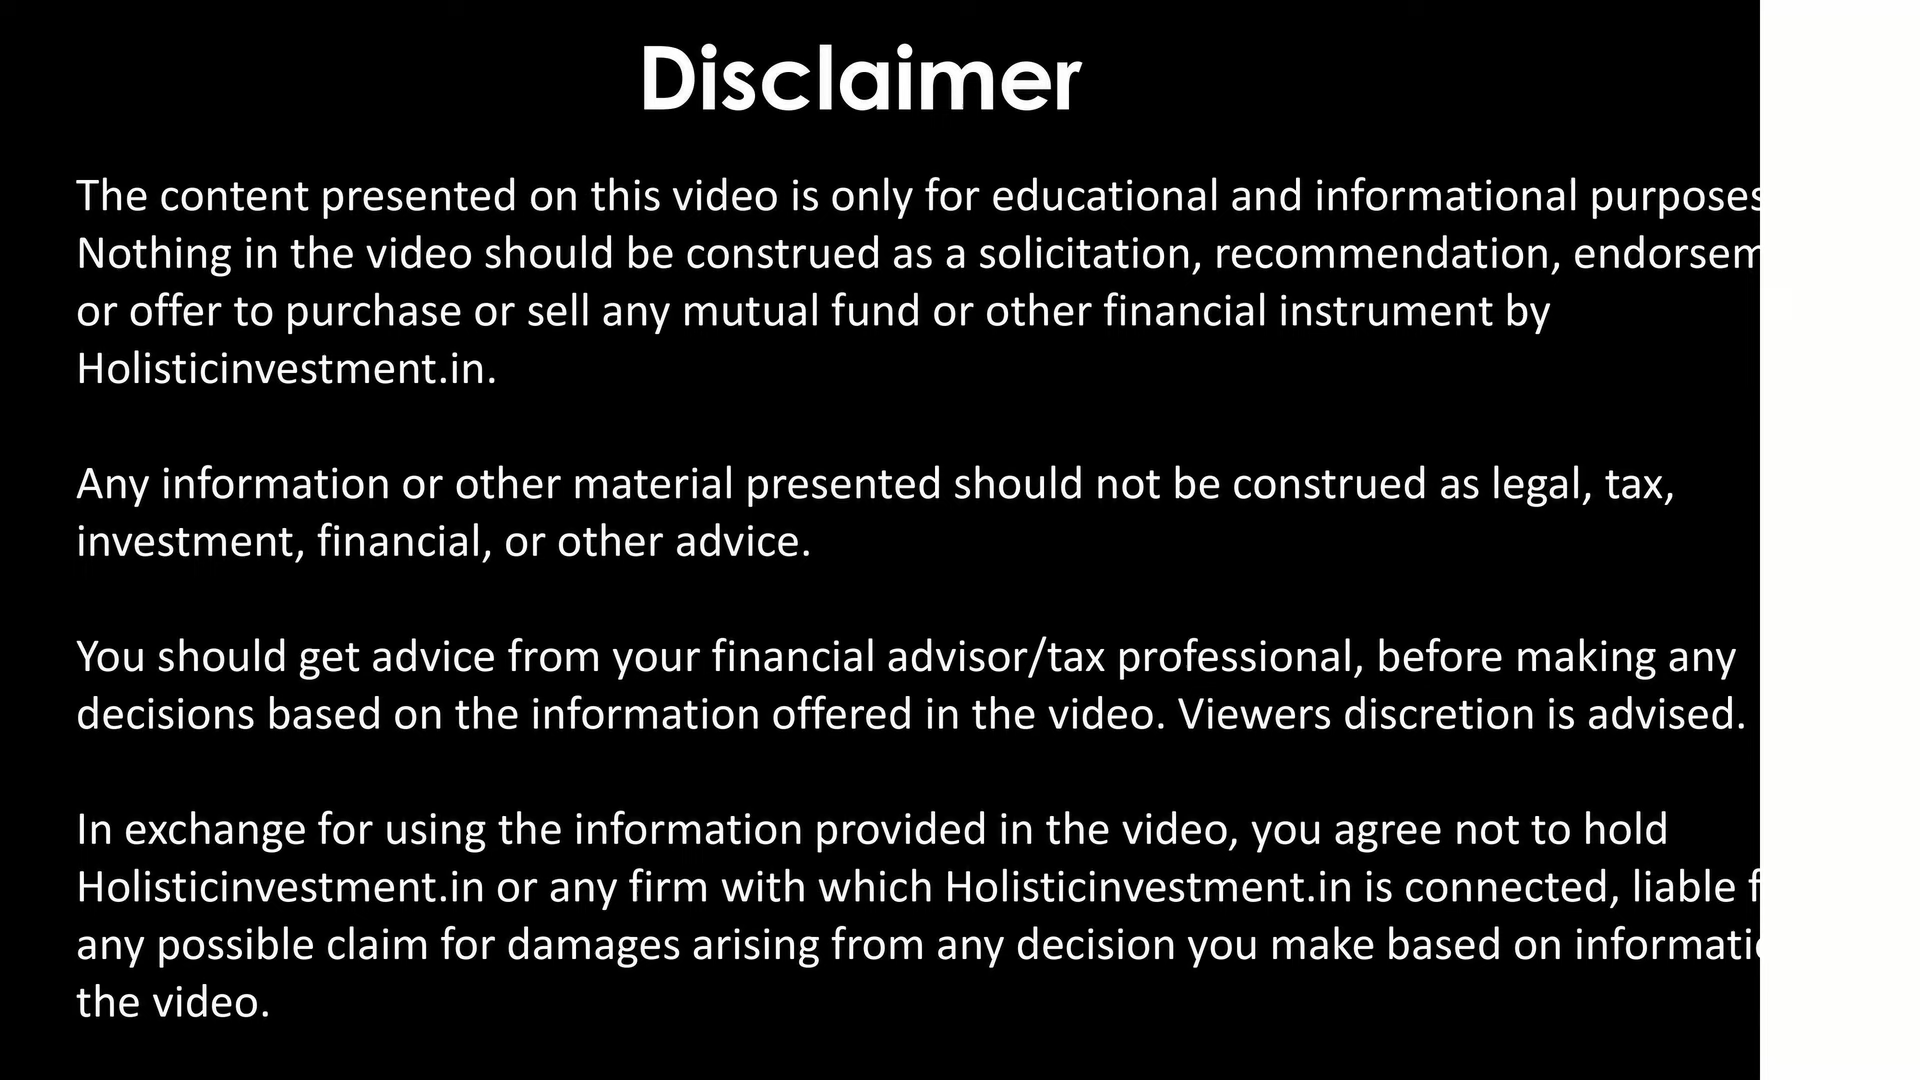 Disclaimer
The content presented on this video is only for educational and informational purposes
Nothing in the video should be construed as a solicitation, recommendation,
or offer to purchase or sell any mutual fund or other financial instrument by
Holisticinvestment.in.
Any information or other material presented should not be construed as legal, tax,
investment, financial, or other advice.
You should get advice from your financial advisor/tax professional, before making any
decisions based on the information offered in the video. Viewers discretion is advised.
In exchange for using the information provided in the video, you agree not to hold
Holisticinvestment.in or any firm with which Holisticinvestment.in is connected, liable
any possible claim for damages arising from any decision you make based on
the video.